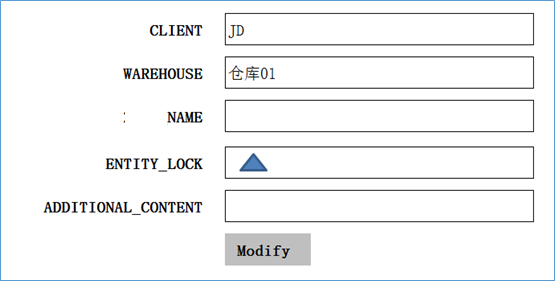 CLIENT JD
WAREHOUSE 仓库01
NAME
ENTITY_LOCK
ADDITIONAL_CONTENT
Modify